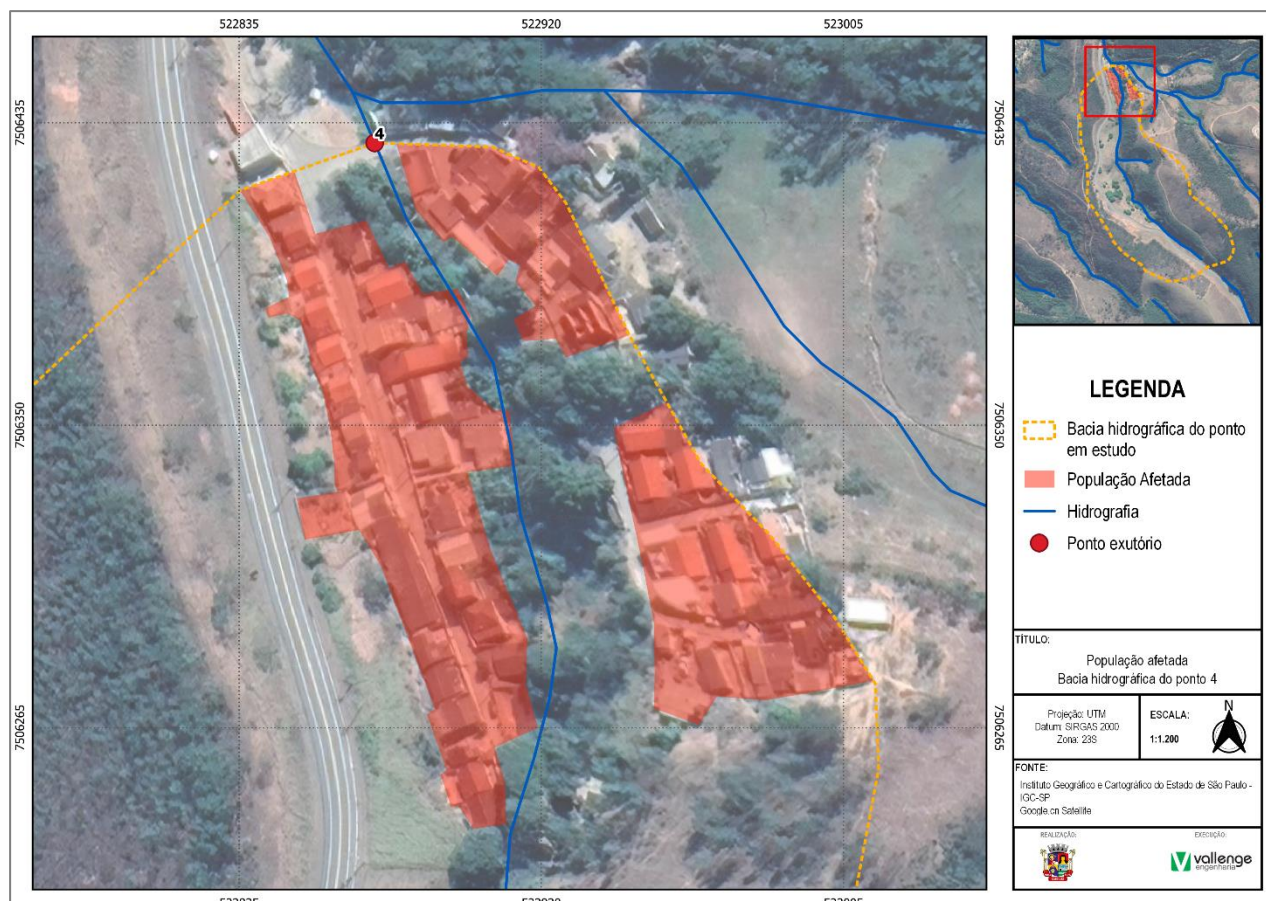 522835 522920 523005
7506435 7506435
4
7506350 7506350
7506265 7506265
522835 522920 523005
LEGENDA
Bacia hidrográfica do ponto
em estudo
População Afetada
Hidrografia
Ponto exutório
TÍTULO:
População afetada
Bacia hidrográfica do ponto 4
Projeção: UTM
Datum: SIRGAS 2000
Zona: 23S
ESCALA:
1:1.200
N
FONTE:
Instituto Geográfico e Cartográfico do Estado de São Paulo -
IGC-SP
Google.cn Satellite
REALIZAÇÃO:
EXECUÇÃO:
vallenge
engenharia